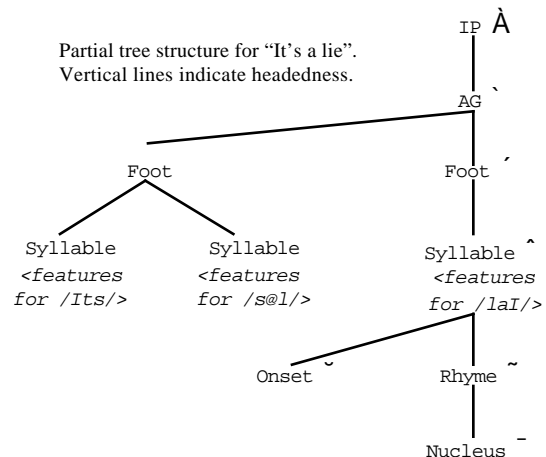 IP À
Partial tree structure for “It's a lie”.
Vertical lines indicate headedness.
AG `
Foot
Foot ´
Syllable
<features
for /Its/>
Syllable
<features
for /s@l/>
Syllable ˆ
<features
for /laI/>
Onset ˘
Rhyme ˜
Nucleus ¯